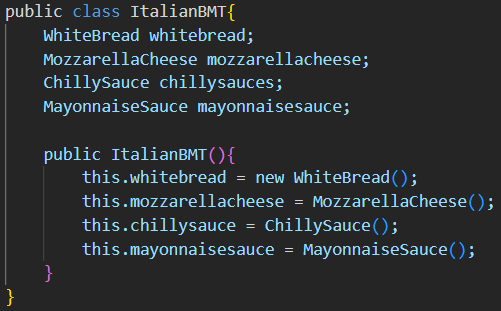 public class ItalianBMT{
    WhiteBread whitebread;
    MozzarellaCheese mozzarellacheese;
    ChillySauce chillysauces;
    MayonnaiseSauce mayonnaisesauce;

    public ItalianBMT(){
        this.whitebread = new WhiteBread();
        this.mozzarellacheese = MozzarellaCheese();
        this.chillysauce = ChillySauce();
        this.mayonnaisesauce = MayonnaiseSauce();
    }
}